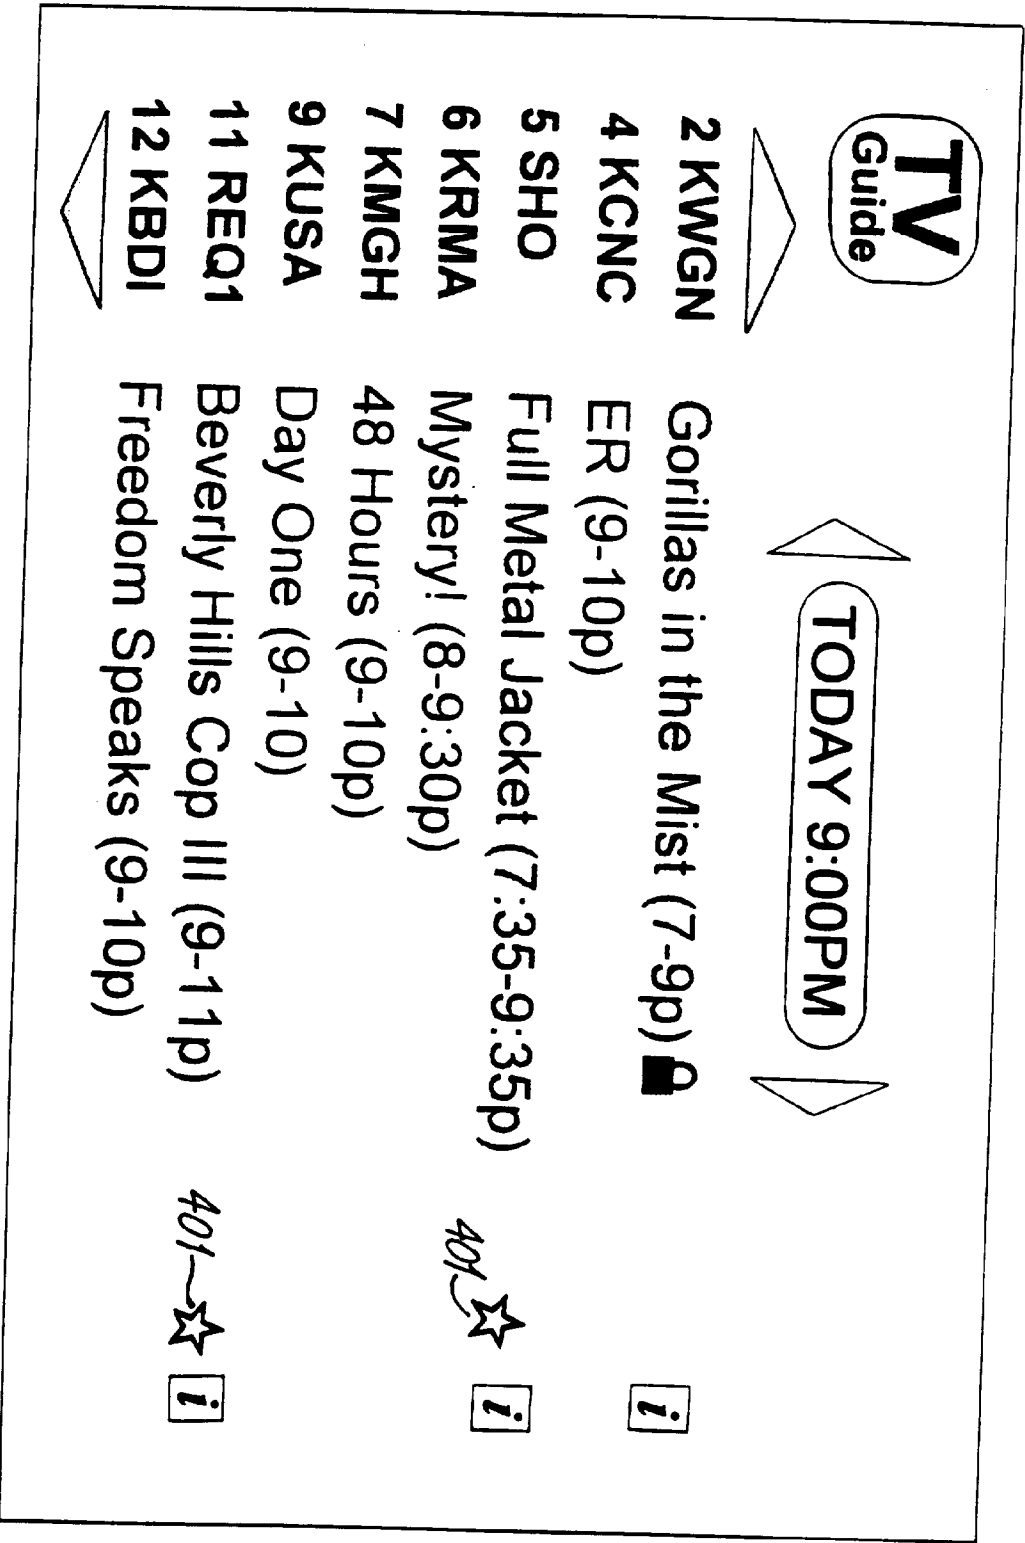 TV
Guide
TODAY 9:00PM
2 KWGN Gorillas in the Mist (7-9p) i
4 KCNC ER (9-10p)
5 SHO Full Metal Jacket (7:35-9:35p) 401 i
6 KRMA Mystery! (8-9:30p)
7 KMGH 48 Hours (9-10p)
9 KUSA Day One (9-10)
11 REQ1 Beverly Hills Cop III (9-11p) 401 i
12 KBDI Freedom Speaks (9-10p)